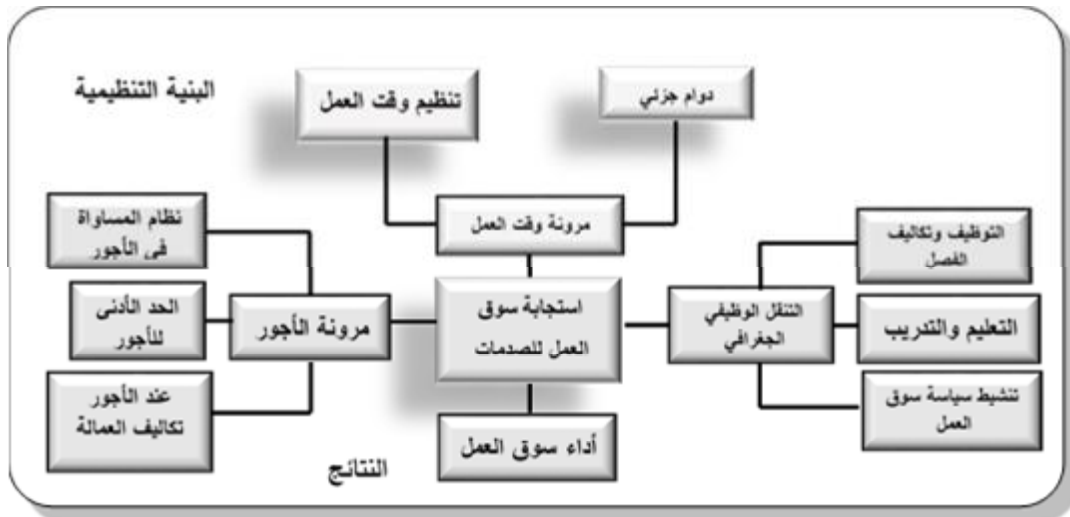 البنية التنظيمية
دوام جزئي
تنظيم وقت العمل
مرونة وقت العمل
التوظيف وتكاليف
الفصل
التعليم والتدريب
تنشيط سياسة سوق
العمل
التنقل الوظيفي
الجغرافي
استجابة سوق
العمل للصدمات
مرونة الأجور
نظام المساواة
في الأجور
الحد الأدنى
للأجور
عند الأجور
تكاليف العمالة
أداء سوق العمل
النتائج